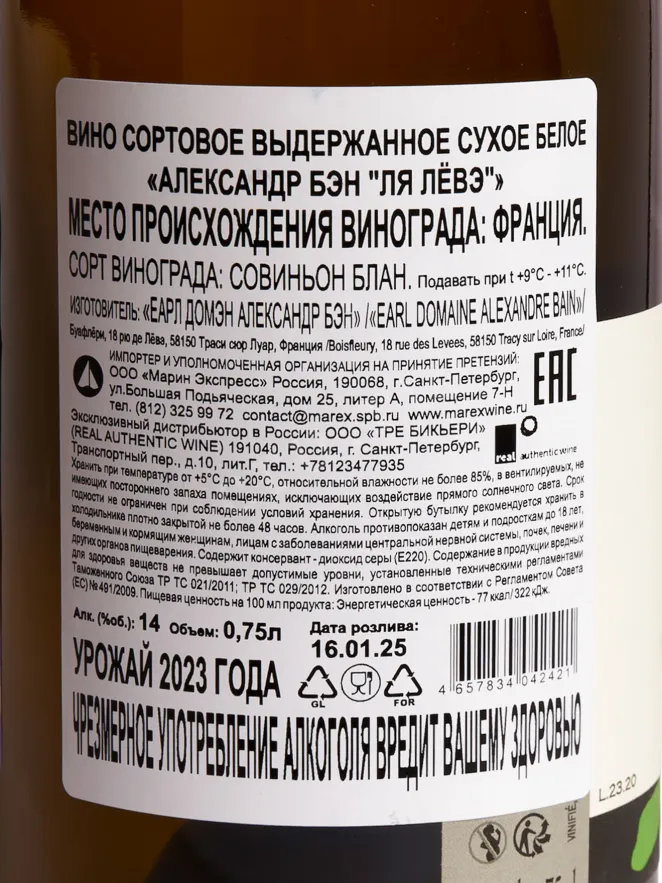 ВИНО СОРТОВОЕ ВЫДЕРЖАННОЕ СУХОЕ БЕЛОЕ
«АЛЕКСАНДР БЭН "ЛЯ ЛЁВЭ"»
МЕСТО ПРОИСХОЖДЕНИЯ ВИНОГРАДА: ФРАНЦИЯ.
СОРТ ВИНОГРАДА: СОВИНЬОН БЛАН. Подавать при t +9°C - +11°C.
ИЗГОТОВИТЕЛЬ: «ЕАРЛ ДОМЭН АЛЕКСАНДР БЭН» /«EARL DOMAINE ALEXANDRE BAIN»/
Буафлёри, 18 рю де Лёва, 58150 Траси сюр Луар, Франция /Boisfleury, 18 rue des Levees, 58150 Tracy sur Loire, France/
ИМПОРТЕР И УПОЛНОМОЧЕННАЯ ОРГАНИЗАЦИЯ НА ПРИНЯТИЕ ПРЕТЕНЗИЙ:
ООО «Марин Экспресс» Россия, 190068, г.Санкт-Петербург,
ул.Большая Подьяческая, дом 25, литер А, помещение 7-Н
тел. (812) 325 99 72 contact@marex.spb.ru www.marexwine.ru
EAC
Эксклюзивный дистрибьютор в России: ООО «ТРЕ БИКЬЕРИ»
(REAL AUTHENTIC WINE) 191040, Россия, г. Санкт-Петербург,
Транспортный пер., д.10, лит.Г, тел.: +78123477935
real authentic wine
Хранить при температуре от +5°C до +20°C, относительной влажности не более 85%, в вентилируемых, не
имеющих постороннего запаха помещениях, исключающих воздействие прямого солнечного света. Срок
годности не ограничен при соблюдении условий хранения. Открытую бутылку рекомендуется хранить в
холодильнике плотно закрытой не более 48 часов. Алкоголь противопоказан детям и подросткам до 18 лет,
беременным и кормящим женщинам, лицам с заболеваниями центральной нервной системы, почек, печени и
других органов пищеварения. Содержит консервант - диоксид серы (Е220). Содержание в продукции вредных
для здоровья веществ не превышает допустимые уровни, установленные техническими регламентами
Таможенного Союза ТР ТС 021/2011; ТР ТС 029/2012. Изготовлено в соответствии с Регламентом Совета
(ЕС) № 491/2009. Пищевая ценность на 100 мл продукта: Энергетическая ценность - 77 ккал/ 322 кДж.
Алк. (%об.): 14 Объем: 0,75л
Дата розлива:
16.01.25
УРОЖАЙ 2023 ГОДА
GL
FOR
4 657834 042421
ЧРЕЗМЕРНОЕ УПОТРЕБЛЕНИЕ АЛКОГОЛЯ ВРЕДИТ ВАШЕМУ ЗДОРОВЬЮ
L.23.20
VINIFIÉ